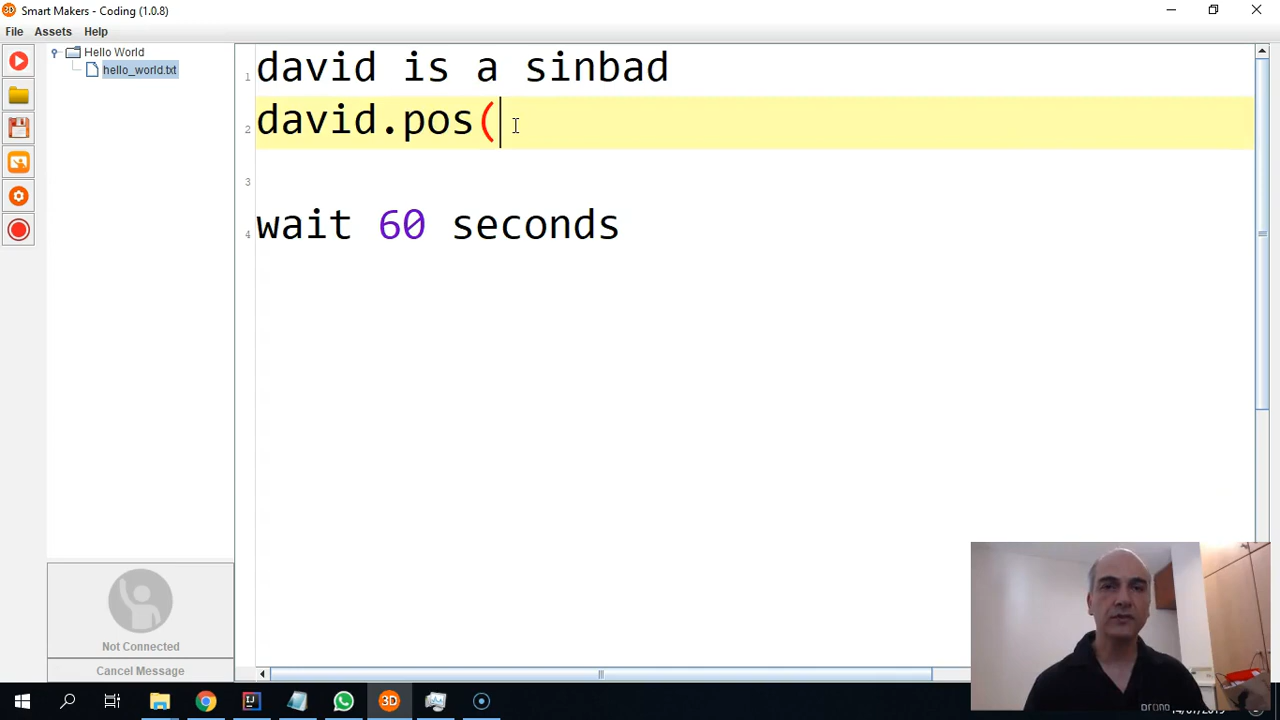 Smart Makers - Coding (1.0.8)
File Assets Help
Hello World
hello_world.txt
1 david is a sinbad
2 david.pos(
3
4 wait 60 seconds
Not Connected
Cancel Message
3D